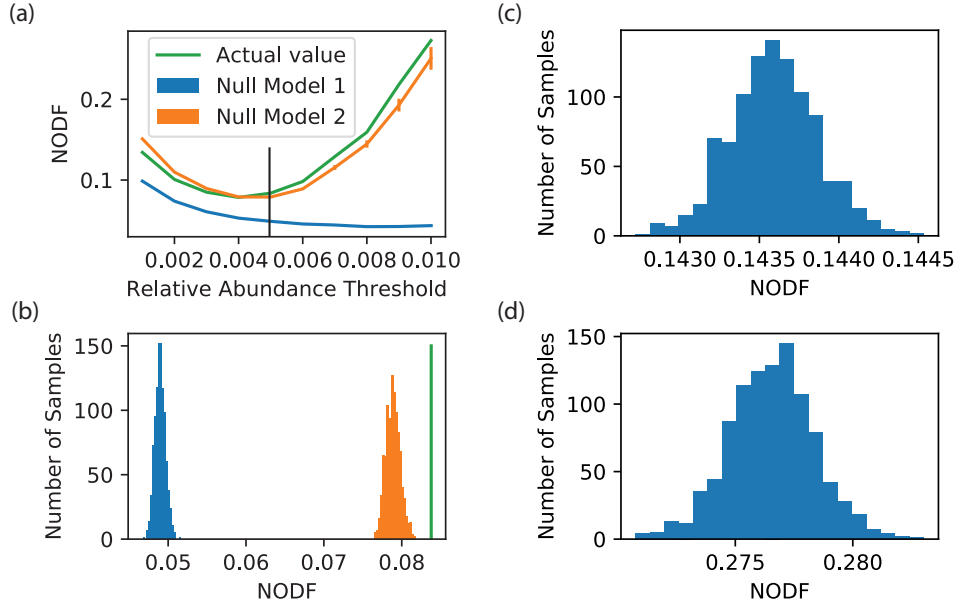 (a)
NODF
0.2
0.1
Actual value
Null Model 1
Null Model 2
0.002 0.004 0.006 0.008 0.010
Relative Abundance Threshold
(c)
Number of Samples
100
50
0
0.1430 0.1435 0.1440 0.1445
NODF
(b)
Number of Samples
150
100
50
0
0.05 0.06 0.07 0.08
NODF
(d)
Number of Samples
150
100
50
0
0.275 0.280
NODF